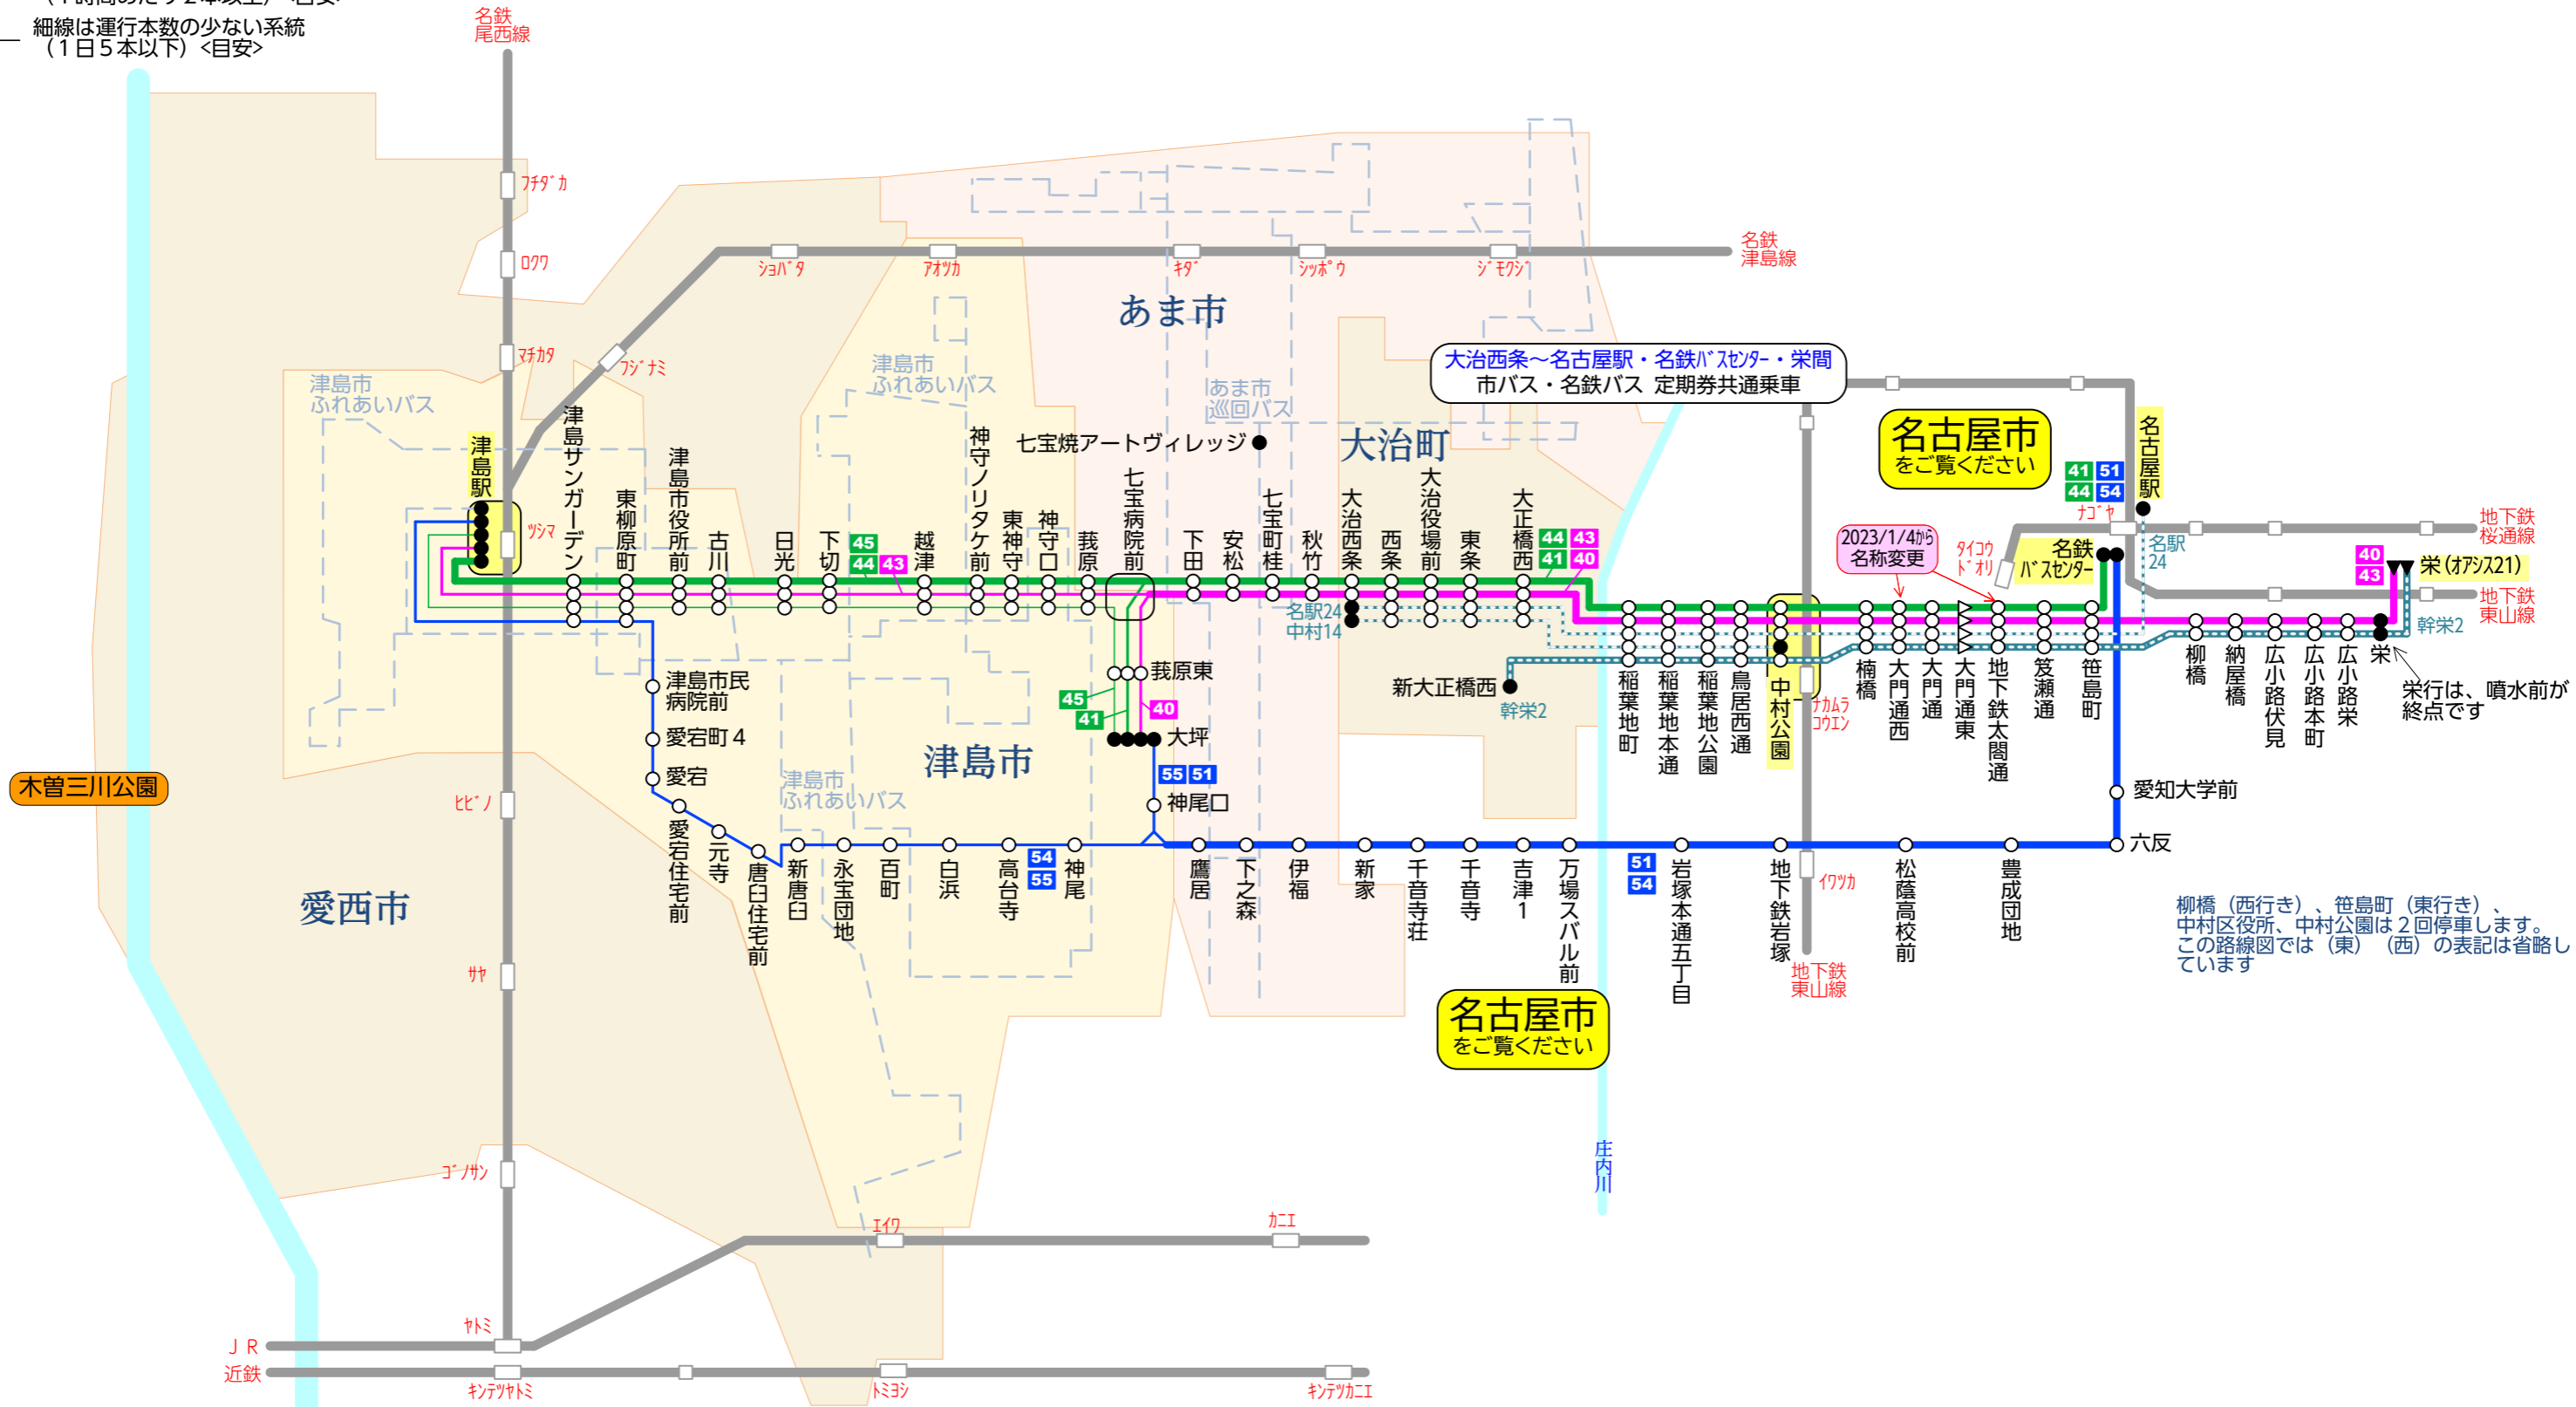 （１時間あたり２本以上）<目安>
細線は運行本数の少ない系統
（１日５本以下）<目安>
名鉄
尾西線
ﾌﾁﾀﾞｶ
ﾛｸﾜ
ﾏﾁｶﾀ
ﾌｼﾞﾅﾐ
ｼｮﾊﾞﾀ
ｱｵﾂｶ
ｷﾀﾞ
ｼｯﾎﾟｳ
ｼﾞﾓｸｼﾞ
名鉄
津島線
あま市
大治西条～名古屋駅・名鉄ﾊﾞｽｾﾝﾀｰ・栄間
市バス・名鉄バス 定期券共通乗車
津島市
ふれあいバス
津島市
ふれあいバス
あま市
巡回バス
七宝焼アートヴィレッジ
大治町
名古屋市
をご覧ください
名古屋駅
41 51
44 54
ﾅｺﾞﾔ
地下鉄
桜通線
2023/1/4から
名称変更
ﾀｲｺｳ
ﾄﾞｵﾘ
名鉄
ﾊﾞｽｾﾝﾀｰ
名駅
24
40
43
栄(ｵｱｼｽ21)
地下鉄
東山線
幹栄2
津島駅
ﾂｼﾏ
津島サンガーデン
東柳原町
津島市役所前
古川
日光
下切
45
44 43
越津
神守ノリタケ前
東神守
神守口
莪原
七宝病院前
下田
安松
七宝町桂
秋竹
大治西条
西条
大治役場前
東条
大正橋西
44 43
41 40
名駅24
中村14
新大正橋西
幹栄2
稲葉地町
稲葉地本通
稲葉地公園
鳥居西通
中村公園
ﾅｶﾑﾗ
ｺｳｴﾝ
楠橋
大門通西
大門通
大門通東
地下鉄太閤通
笈瀬通
笹島町
柳橋
納屋橋
広小路伏見
広小路本町
広小路栄
栄
栄行は、噴水前が
終点です
莪原東
45
41
40
大坪
55 51
神尾口
津島市民
病院前
愛宕町４
愛宕
愛宕住宅前
元寺
唐臼住宅前
新唐臼
永宝団地
百町
白浜
高台寺
54
55
神尾
鷹居
下之森
伊福
新家
千音寺荘
千音寺
吉津1
万場スバル前
51
54
岩塚本通五丁目
地下鉄岩塚
ｲﾜﾂｶ
松蔭高校前
豊成団地
六反
愛知大学前
津島市
津島市
ふれあいバス
木曽三川公園
愛西市
ﾋﾋﾞﾉ
ｻﾔ
ｺﾞﾉｻﾝ
地下鉄
東山線
名古屋市
をご覧ください
庄内川
柳橋（西行き）、笹島町（東行き）、
中村区役所、中村公園は２回停車します。
この路線図では（東）（西）の表記は省略し
ています
ｴｲﾜ
ｶﾆｴ
ﾔﾄﾐ
ＪＲ
近鉄
ｷﾝﾃﾂﾔﾄﾐ
ﾄﾐﾖｼ
ｷﾝﾃﾂｶﾆｴ